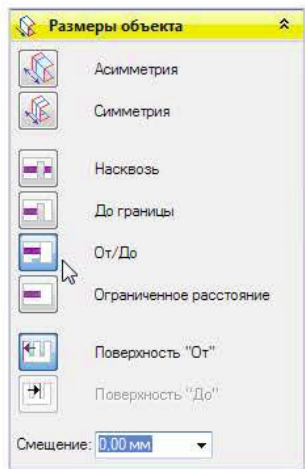 Размеры объекта
Асимметрия
Симметрия
Насквозь
До границы
От/До
Ограниченное расстояние
Поверхность "От"
Поверхность "До"
Смещение: 0,00 мм